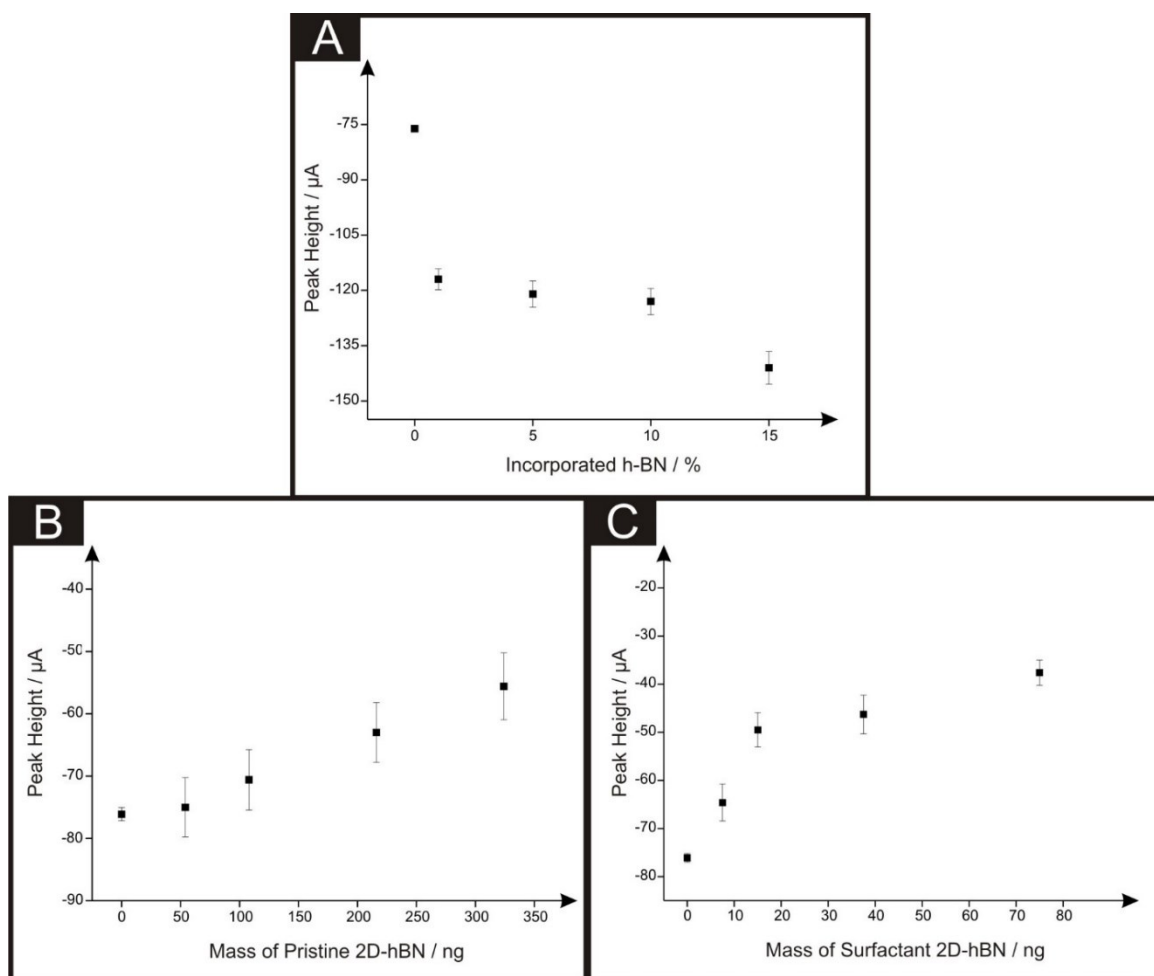 A
Peak Height / µA
-75
-90
-105
-120
-135
-150
0 5 10 15
Incorporated h-BN / %
B
Peak Height / µA
-40
-50
-60
-70
-80
-90
0 50 100 150 200 250 300 350
Mass of Pristine 2D-hBN / ng
C
Peak Height / µA
-20
-30
-40
-50
-60
-70
-80
0 10 20 30 40 50 60 70 80
Mass of Surfactant 2D-hBN / ng